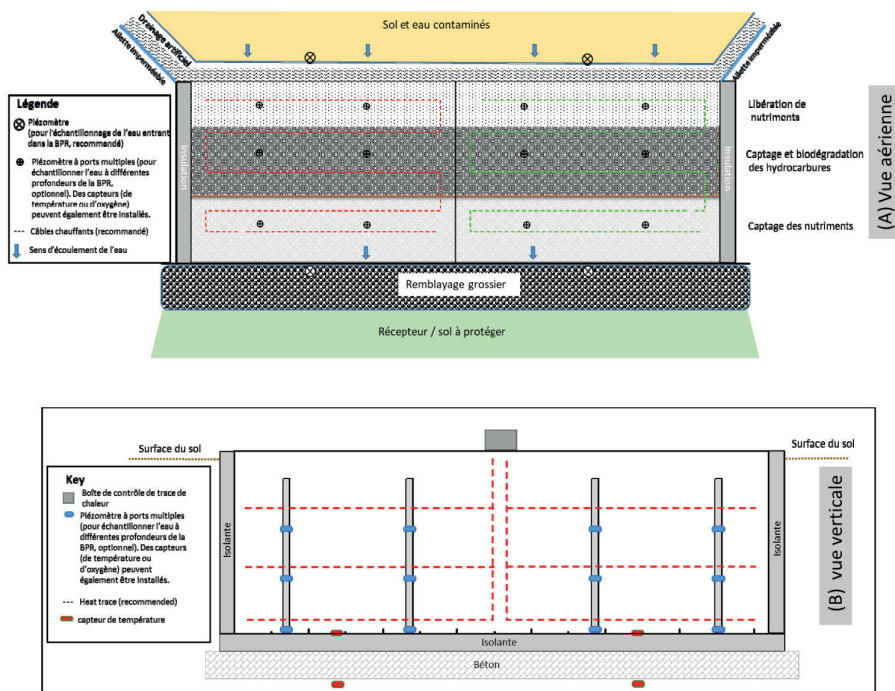 Sol et eau contaminés
Drainage artificiel
Ailette imperméable
Ailette imperméable
Légende
Piézomètre
(pour l'échantillonnage de l'eau entrant
dans la BPR, recommandé)
Piézomètre à ports multiples (pour
échantillonner l'eau à différentes
profondeurs de la BPR,
optionnel). Des capteurs (de
température ou d'oxygène)
peuvent également être installés.
Câbles chauffants (recommandé)
Sens d'écoulement de l'eau
Insulation
Insulation
Libération de
nutriments
Captage et biodégradation
des hydrocarbures
Captage des nutriments
(A) Vue aérienne
Remblayage grossier
Récepteur / sol à protéger
Surface du sol
Surface du sol
Key
Boîte de contrôle de trace de
chaleur
Piézomètre à ports multiples
(pour échantillonner l'eau à
différentes profondeurs de la
BPR, optionnel). Des capteurs
(de température ou
d'oxygène) peuvent
également être installés.
Heat trace (recommended)
capteur de température
Isolante
Isolante
Isolante
Béton
(B) vue verticale